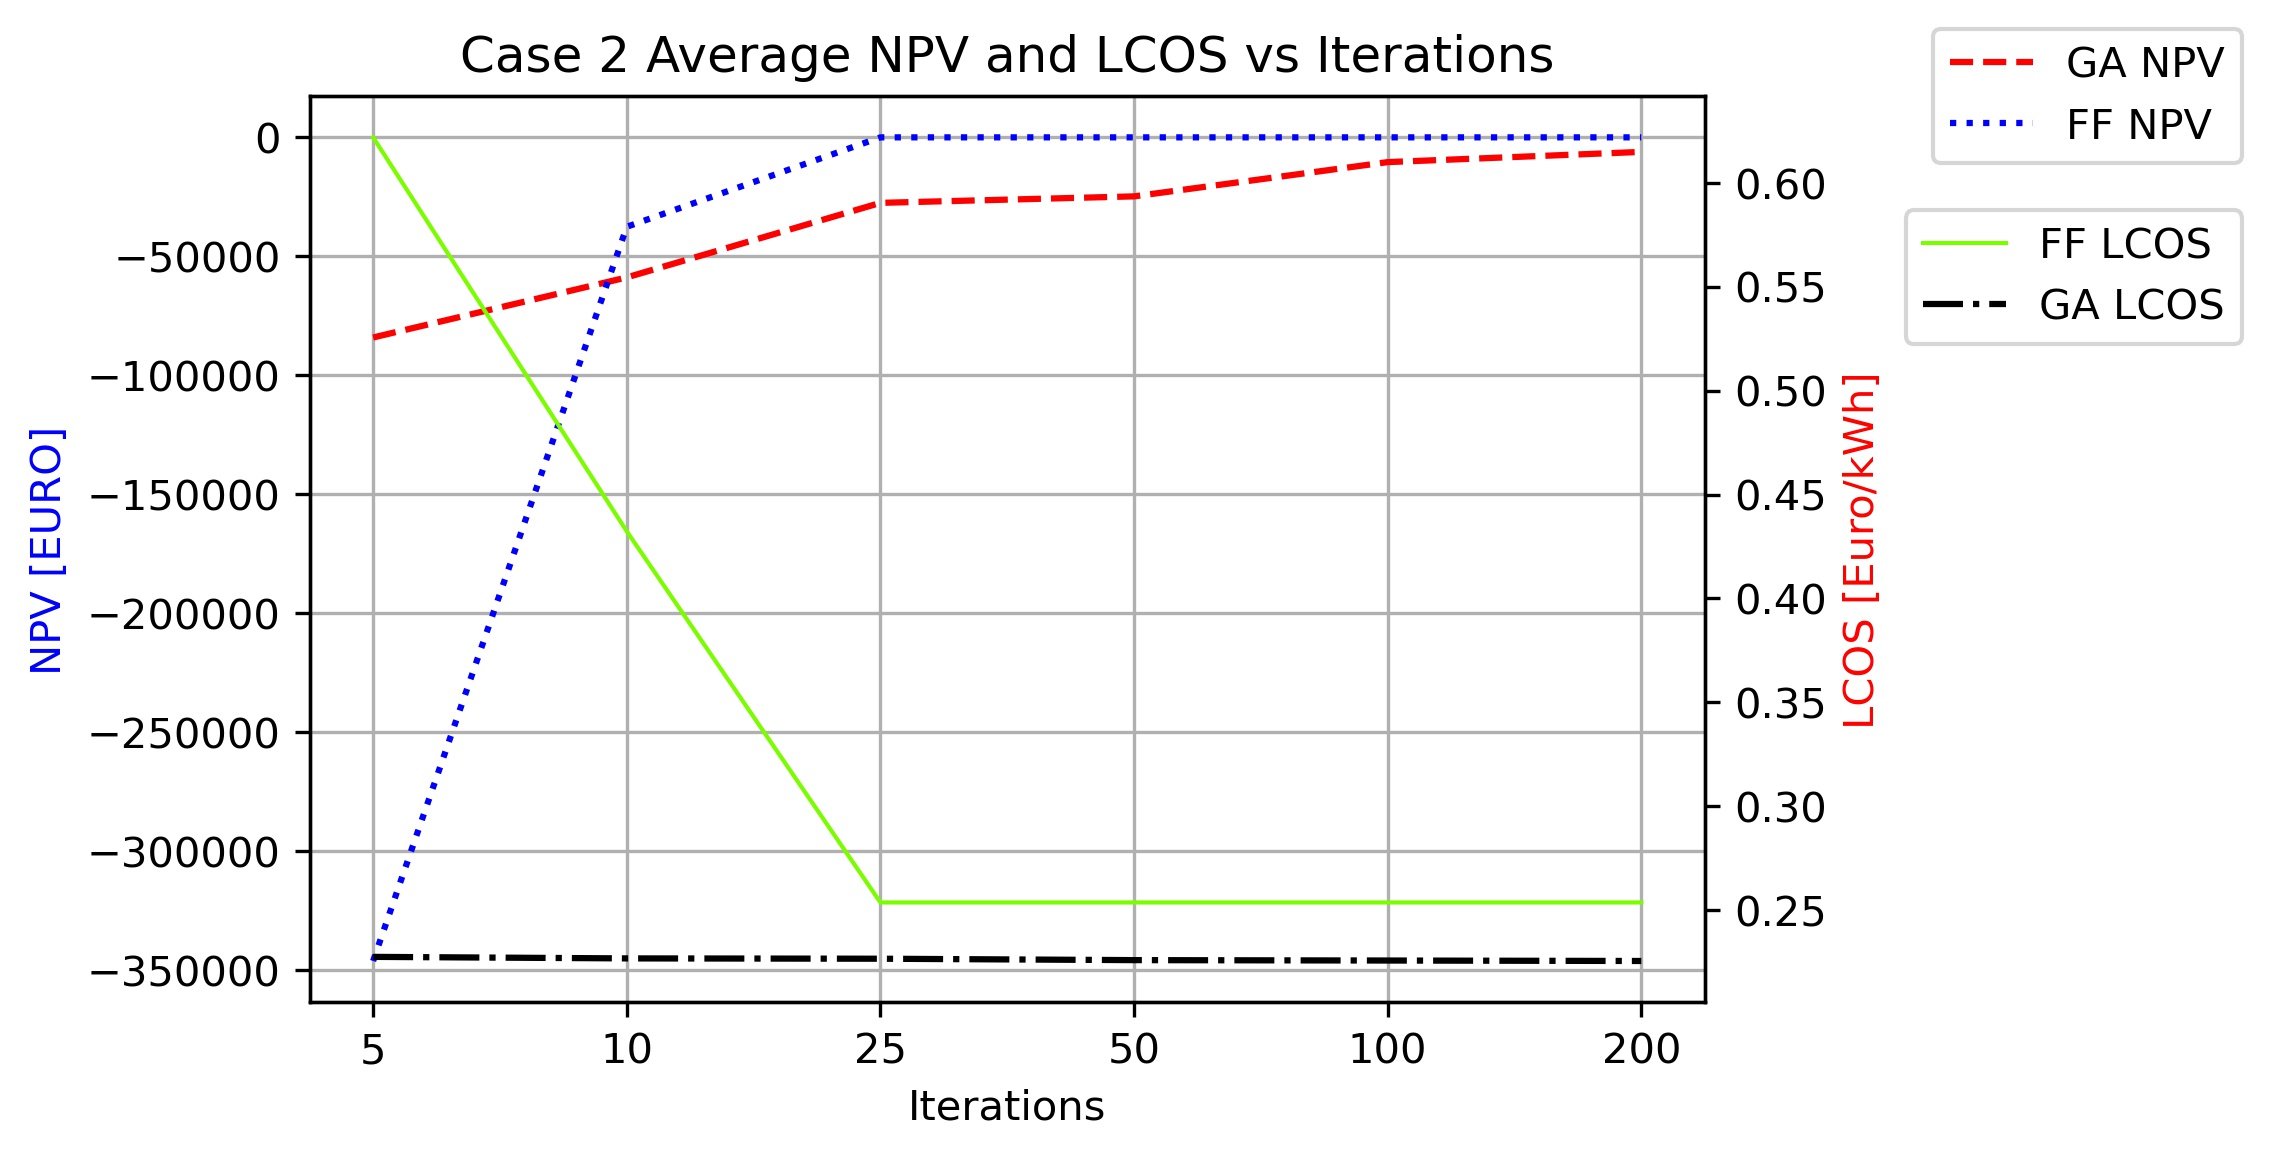 Case 2 Average NPV and LCOS vs Iterations
GA NPV
FF NPV
FF LCOS
GA LCOS
NPV [EURO]
0
−50000
−100000
−150000
−200000
−250000
−300000
−350000
0.60
0.55
0.50
0.45
0.40
0.35
0.30
0.25
LCOS [Euro/kWh]
5 10 25 50 100 200
Iterations